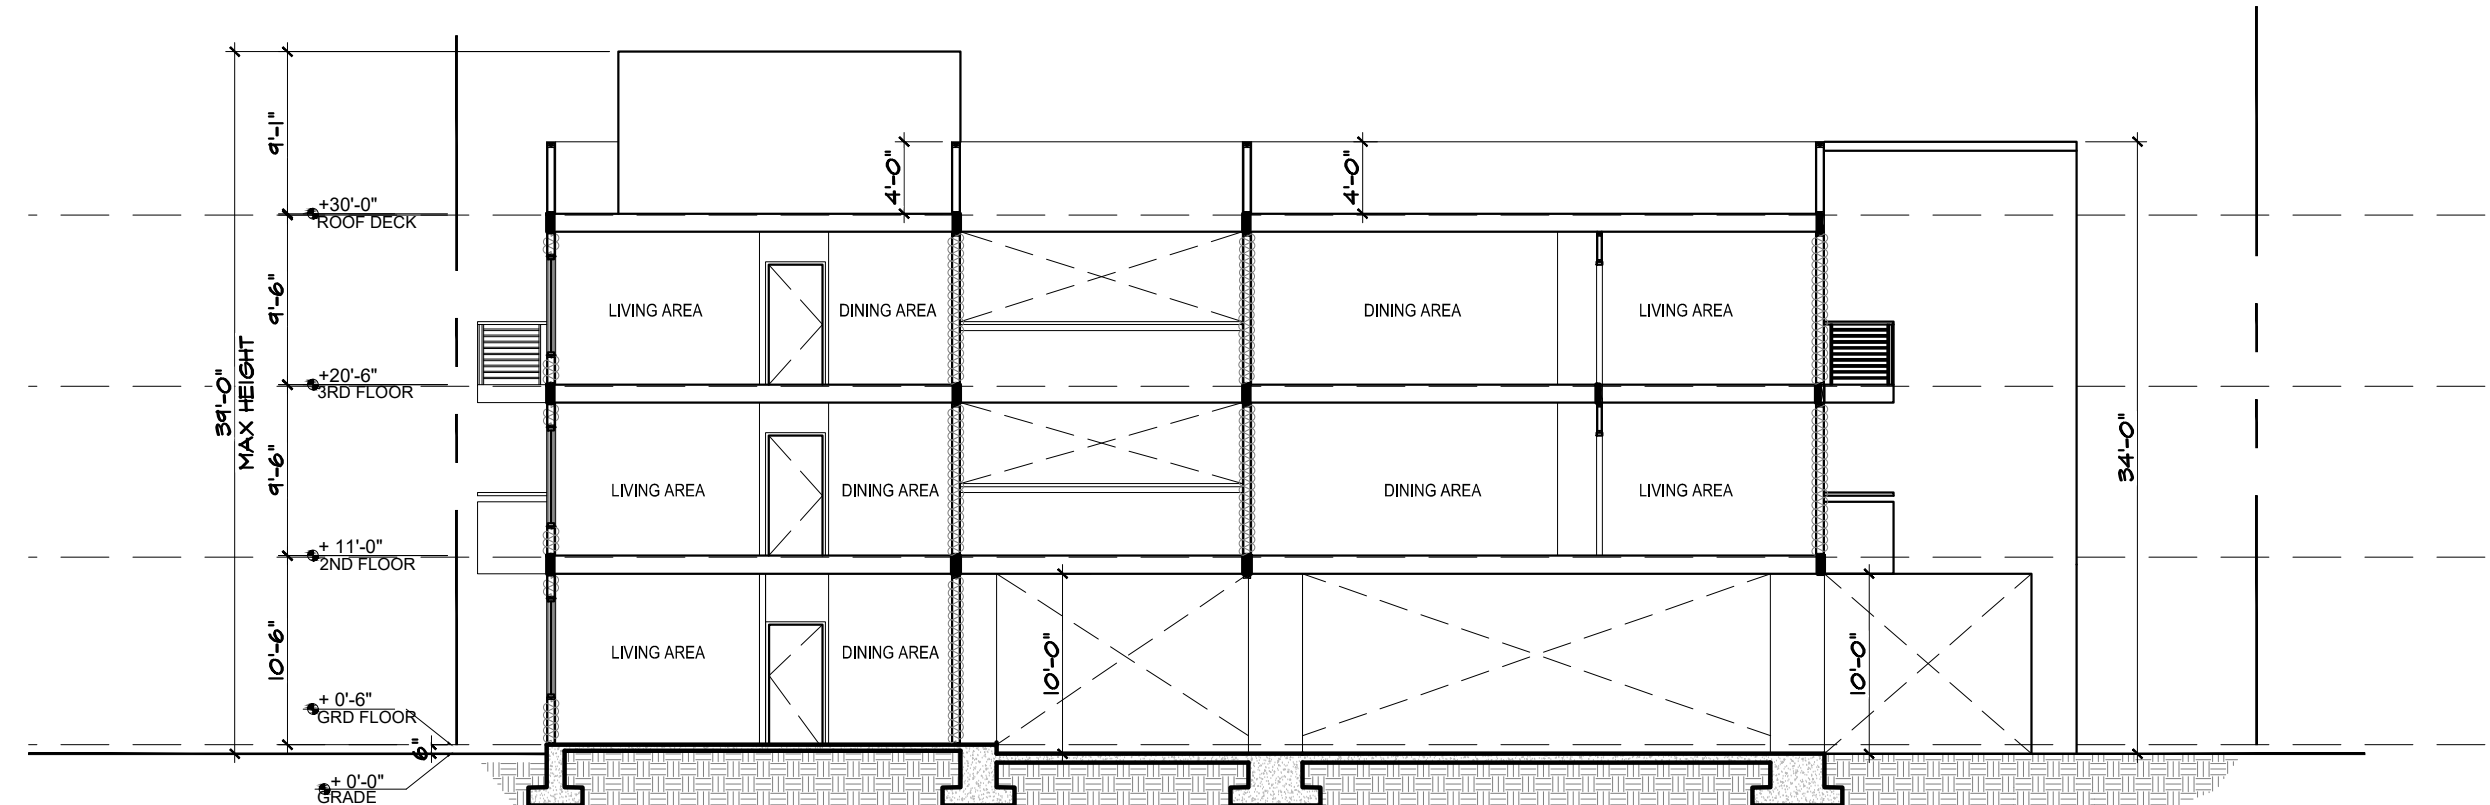 9'-1"
4'-0"
4'-0"
+30'-0"
ROOF DECK
9'-6"
LIVING AREA
DINING AREA
DINING AREA
LIVING AREA
+20'-6"
3RD FLOOR
39'-0"
MAX HEIGHT
34'-0"
9'-6"
LIVING AREA
DINING AREA
DINING AREA
LIVING AREA
+ 11'-0"
2ND FLOOR
10'-6"
LIVING AREA
DINING AREA
10'-0"
10'-0"
+ 0'-6"
GRD FLOOR
6"
+ 0'-0"
GRADE